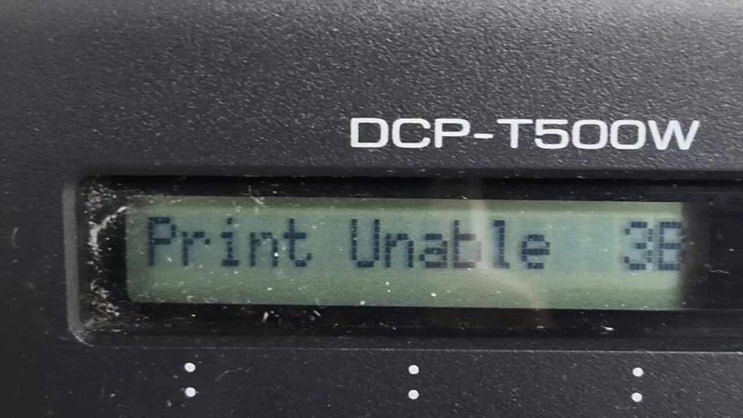 DCP-T500W
Print Unable 3B